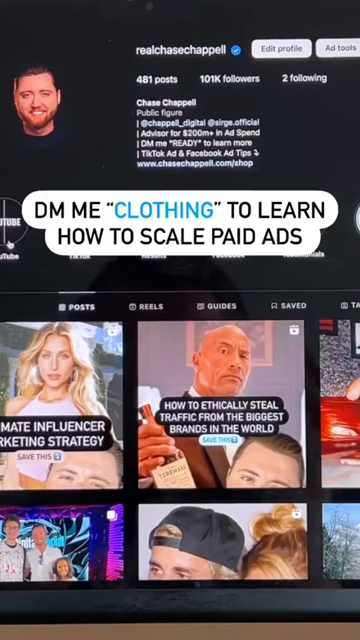 realchasechappell
Edit profile
Ad tools
481 posts
101K followers
2 following
Chase Chappell
Public figure
| @chappell_digital @sirge.official
| Advisor for $200m+ in Ad Spend
| DM me "READY" to learn more
| TikTok Ad & Facebook Ad Tips
www.chasechappell.com/shop
DM ME “CLOTHING” TO LEARN
HOW TO SCALE PAID ADS
POSTS
REELS
GUIDES
SAVED
TA
MATE INFLUENCER
RKETING STRATEGY
SAVE THIS
HOW TO ETHICALLY STEAL
TRAFFIC FROM THE BIGGEST
BRANDS IN THE WORLD
SAVE THIS
TEREMANA